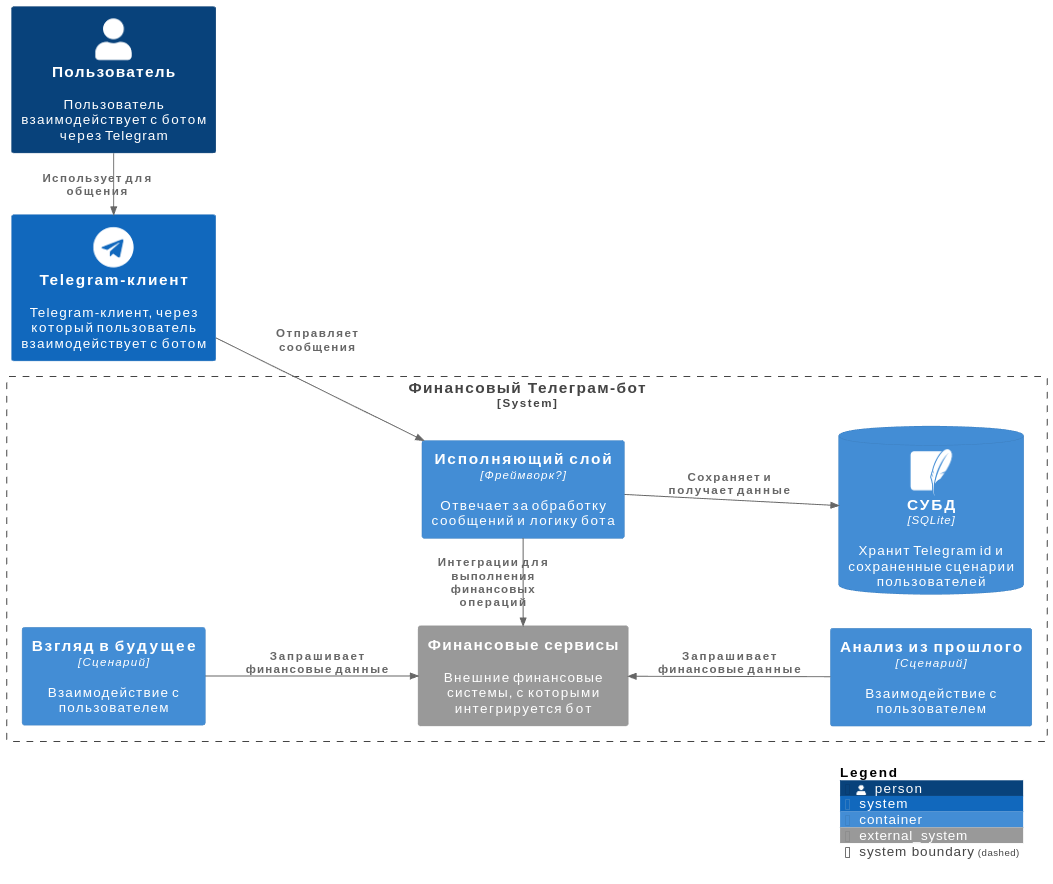 Пользователь
Пользователь
взаимодействует с ботом
через Telegram
Использует для
общения
Telegram-клиент
Telegram-клиент, через
который пользователь
взаимодействует с ботом
Отправляет
сообщения
Финансовый Телеграм-бот
[System]
Исполняющий слой
[Фреймворк?]
Отвечает за обработку
сообщений и логику бота
Сохраняет и
получает данные
СУБД
[SQLite]
Хранит Telegram id и
сохраненные сценарии
пользователей
Интеграции для
выполнения
финансовых
операций
Взгляд в будущее
[Сценарий]
Взаимодействие с
пользователем
Запрашивает
финансовые данные
Финансовые сервисы
Внешние финансовые
системы, с которыми
интегрируется бот
Запрашивает
финансовые данные
Анализ из прошлого
[Сценарий]
Взаимодействие с
пользователем
Legend
person
system
container
external_system
system boundary (dashed)